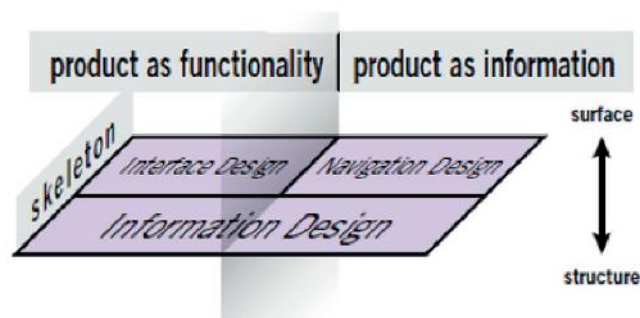 product as functionality
product as information
surface
skeleton
Interface Design
Navigation Design
Information Design
structure